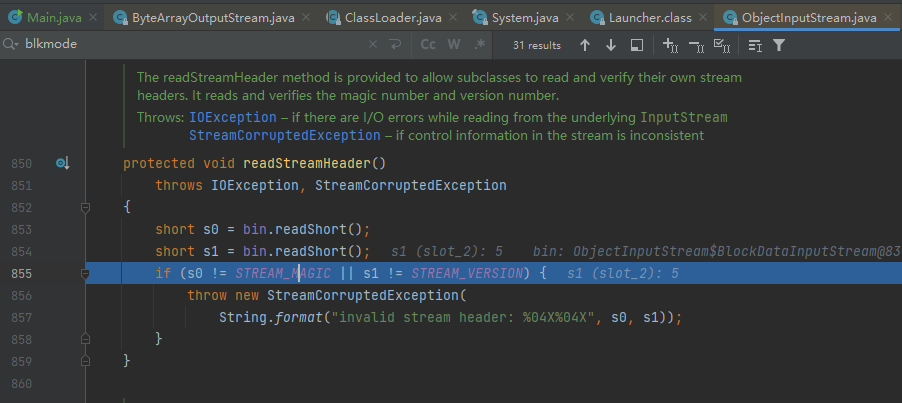 Main.java × ByteArrayOutputStream.java × ClassLoader.java × System.java × Launcher.class × ObjectInputStream.java ×
blkmode × Cc W .* 31 results
The readStreamHeader method is provided to allow subclasses to read and verify their own stream
headers. It reads and verifies the magic number and version number.
Throws: IOException – if there are I/O errors while reading from the underlying InputStream
StreamCorruptedException – if control information in the stream is inconsistent
850 protected void readStreamHeader()
851 throws IOException, StreamCorruptedException
852 {
853 short s0 = bin.readShort();
854 short s1 = bin.readShort(); s1 (slot_2): 5 bin: ObjectInputStream$BlockDataInputStream@83
855 if (s0 != STREAM_MAGIC || s1 != STREAM_VERSION) { s1 (slot_2): 5
856 throw new StreamCorruptedException(
857 String.format("invalid stream header: %04X%04X", s0, s1));
858 }
859 }
860